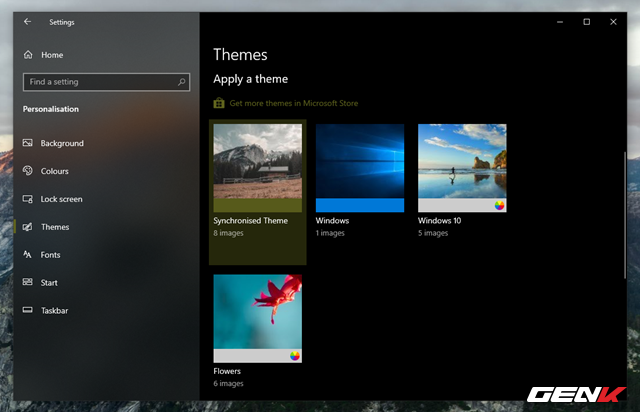 Settings
Home
Find a setting
Personalisation
Background
Colours
Lock screen
Themes
Fonts
Start
Taskbar
Themes
Apply a theme
Get more themes in Microsoft Store
Synchronised Theme
8 images
Windows
1 images
Windows 10
5 images
Flowers
6 images
GENK